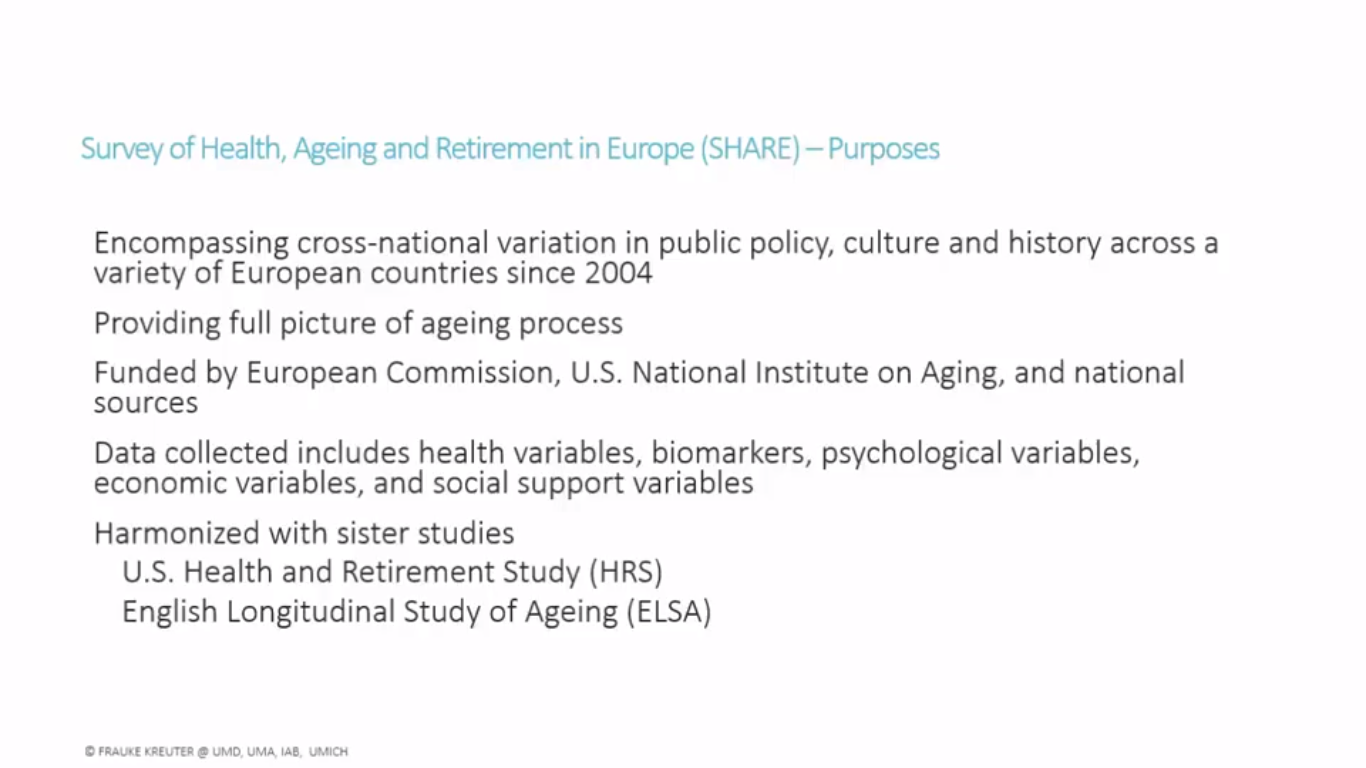 Survey of Health, Ageing and Retirement in Europe (SHARE) – Purposes
Encompassing cross-national variation in public policy, culture and history across a
variety of European countries since 2004
Providing full picture of ageing process
Funded by European Commission, U.S. National Institute on Aging, and national
sources
Data collected includes health variables, biomarkers, psychological variables,
economic variables, and social support variables
Harmonized with sister studies
U.S. Health and Retirement Study (HRS)
English Longitudinal Study of Ageing (ELSA)
© FRAUKE KREUTER @ UMD, UMA, IAB, UMICH